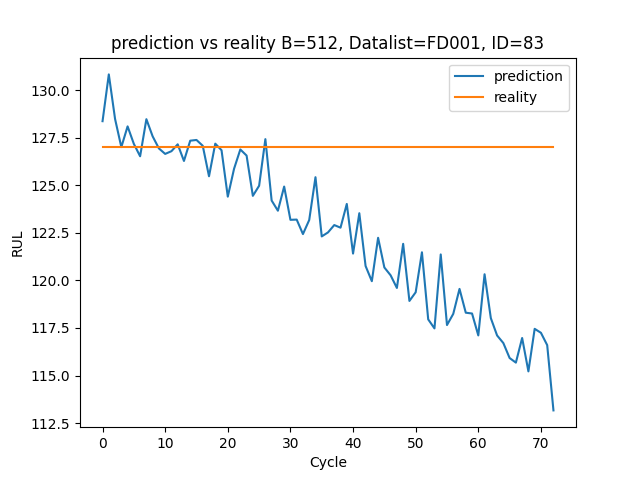 prediction vs reality B=512, Datalist=FD001, ID=83
prediction
reality
RUL
130.0
127.5
125.0
122.5
120.0
117.5
115.0
112.5
0 10 20 30 40 50 60 70
Cycle